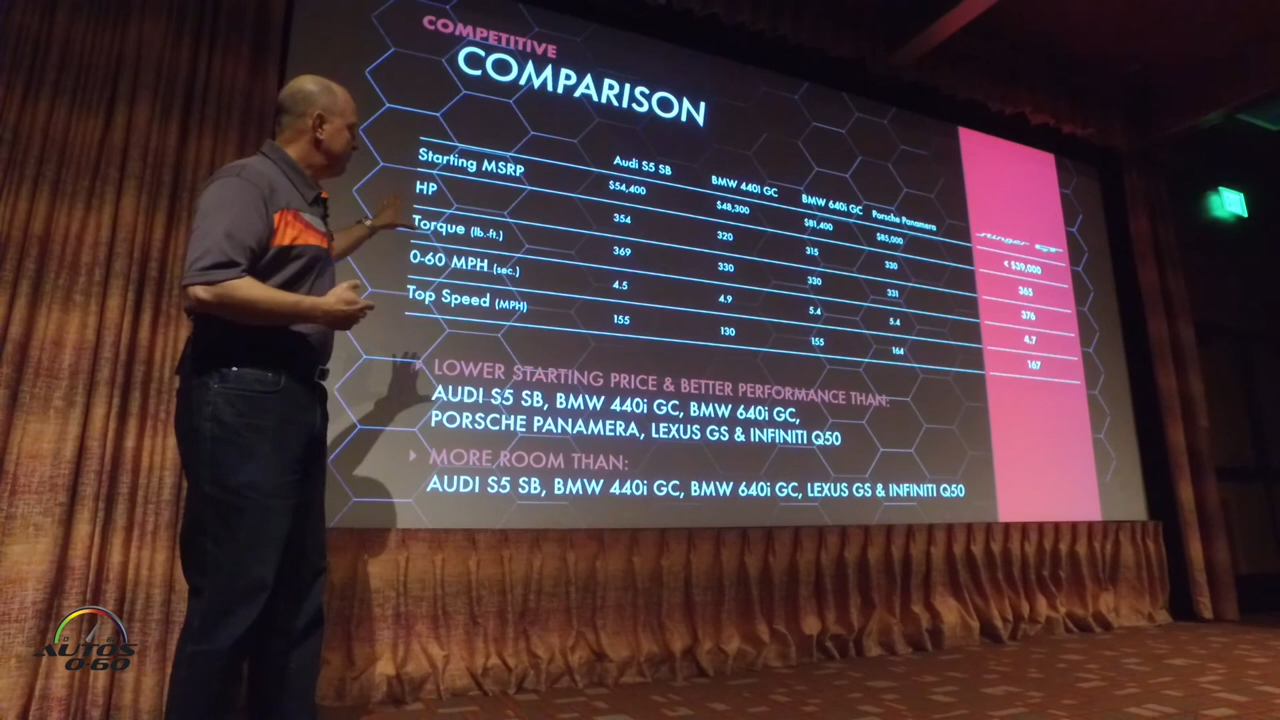 COMPETITIVE
COMPARISON
Audi S5 SB BMW 440I GC BMW 640i GC Porsche Panamera stinger GT
Starting MSRP $54,400 $48,300 $81,400 $85,000 < $39,000
HP 354 320 315 330 365
Torque (lb.-ft.) 369 330 330 331 376
0-60 MPH (sec.) 4.5 4.9 5.4 5.4 4.7
Top Speed (MPH) 155 130 155 164 167
LOWER STARTING PRICE & BETTER PERFORMANCE THAN:
AUDI S5 SB, BMW 440i GC, BMW 640i GC,
PORSCHE PANAMERA, LEXUS GS & INFINITI Q50
MORE ROOM THAN:
AUDI S5 SB, BMW 440i GC, BMW 640i GC, LEXUS GS & INFINITI Q50
AUTOS
0-60